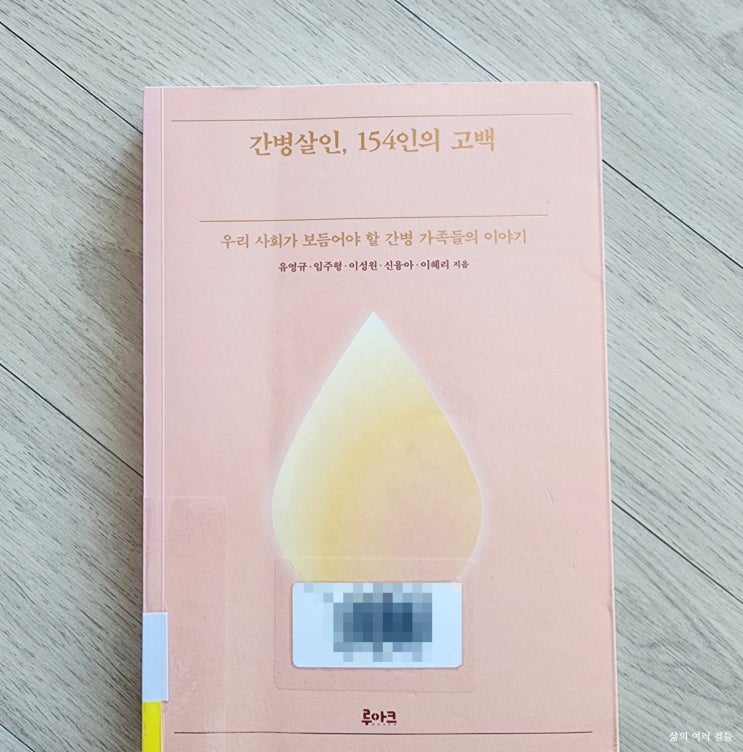 간병살인, 154인의 고백
우리 사회가 보듬어야 할 간병 가족들의 이야기
유영규·임주형·이성원·신융아·이혜리 지음
루아크
삶의 여러 결들